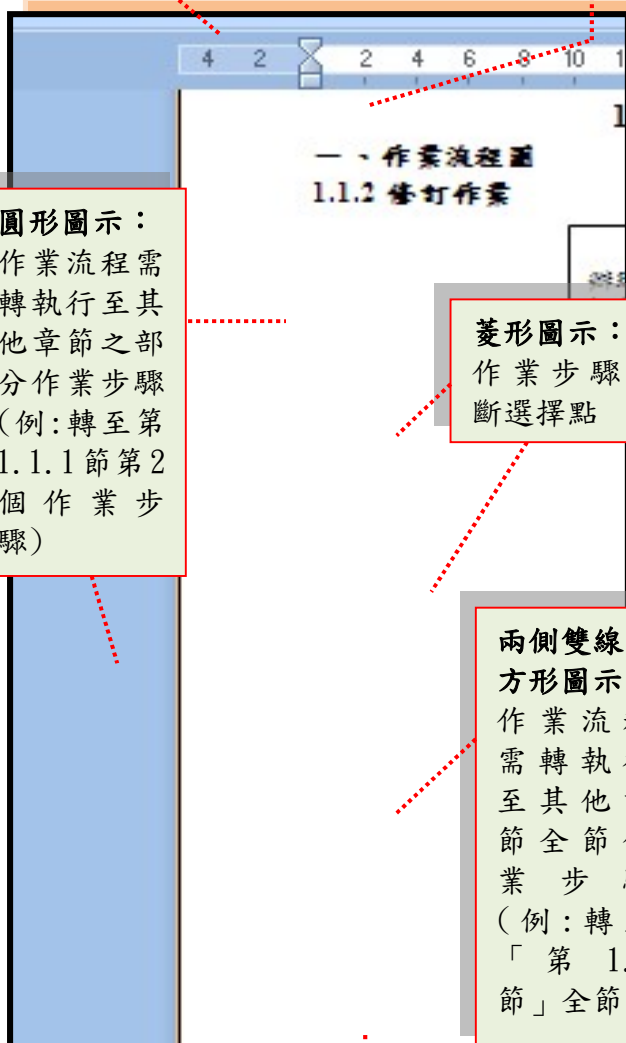 4 2 2 4 6 8 10 1
1
一、作業流程圖
1.1.2 修訂作業
圓形圖示：
作業流程需
轉執行至其
他章節之部
分作業步驟
(例:轉至第
1.1.1節第2
個作業步
驟)
菱形圖示：
作業步驟
斷選擇點
兩側雙線
方形圖示
作業流
需轉執
至其他
節全節
業步
(例:轉
「第1.
節」全節